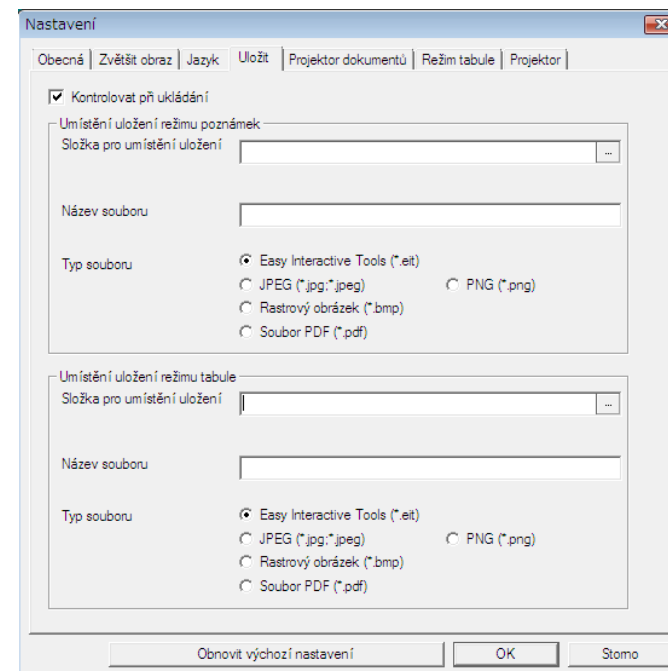 Nastavení
Obecná Zvětšit obraz Jazyk Uložit Projektor dokumentů Režim tabule Projektor
Kontrolovat při ukládání
Umístění uložení režimu poznámek
Složka pro umístění uložení ...
Název souboru
Typ souboru Easy Interactive Tools (*.eit)
JPEG (*.jpg;*.jpeg) PNG (*.png)
Rastrový obrázek (*.bmp)
Soubor PDF (*.pdf)
Umístění uložení režimu tabule
Složka pro umístění uložení ...
Název souboru
Typ souboru Easy Interactive Tools (*.eit)
JPEG (*.jpg;*.jpeg) PNG (*.png)
Rastrový obrázek (*.bmp)
Soubor PDF (*.pdf)
Obnovit výchozí nastavení OK Storno